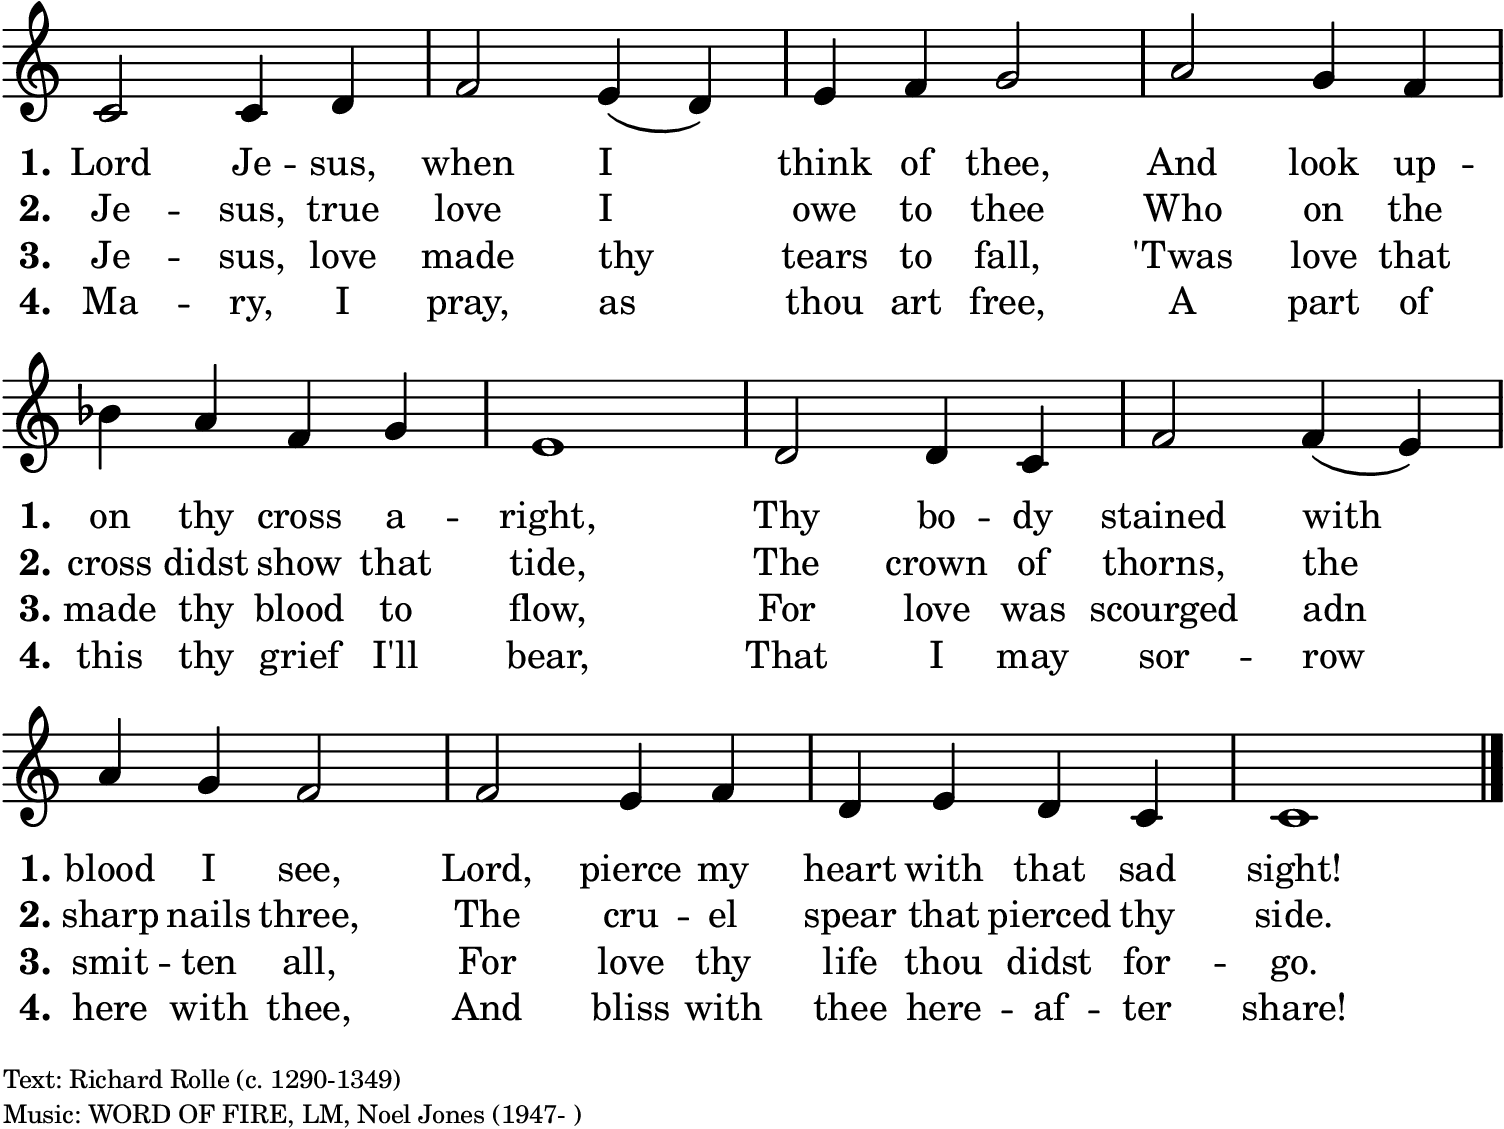 1. Lord Je - sus, when I think of thee, And look up -
2. Je - sus, true love I owe to thee Who on the
3. Je - sus, love made thy tears to fall, 'Twas love that
4. Ma - ry, I pray, as thou art free, A part of
1. on thy cross a - right, Thy bo - dy stained with
2. cross didst show that tide, The crown of thorns, the
3. made thy blood to flow, For love was scourged adn
4. this thy grief I'll bear, That I may sor - row
1. blood I see, Lord, pierce my heart with that sad sight!
2. sharp nails three, The cru - el spear that pierced thy side.
3. smit - ten all, For love thy life thou didst for - go.
4. here with thee, And bliss with thee here - af - ter share!
Text: Richard Rolle (c. 1290-1349)
Music: WORD OF FIRE, LM, Noel Jones (1947- )